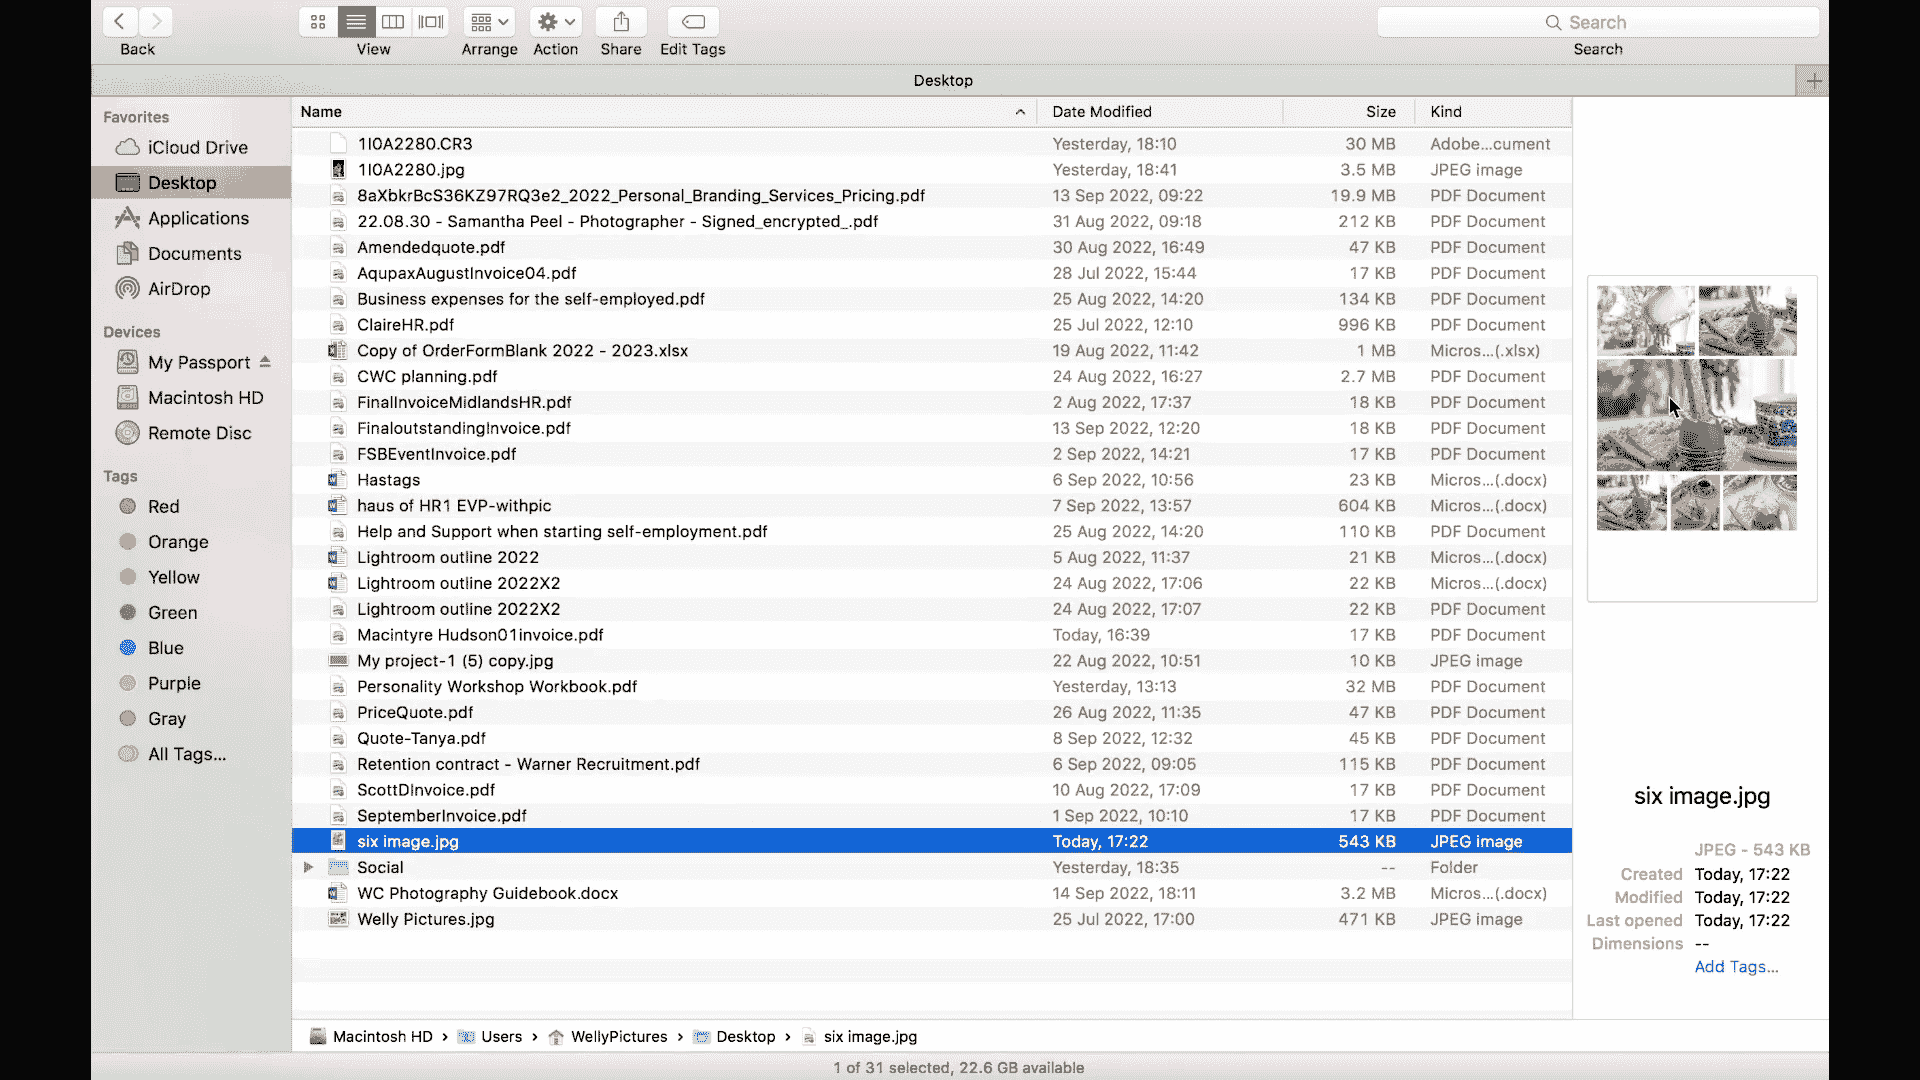 Back
View
Arrange
Action
Share
Edit Tags
Search
Search
Desktop
Favorites
iCloud Drive
Desktop
Applications
Documents
AirDrop
Devices
My Passport
Macintosh HD
Remote Disc
Tags
Red
Orange
Yellow
Green
Blue
Purple
Gray
All Tags...
Name Date Modified Size Kind
1I0A2280.CR3 Yesterday, 18:10 30 MB Adobe...cument
1I0A2280.jpg Yesterday, 18:41 3.5 MB JPEG image
8aXbkrBcS36KZ97RQ3e2_2022_Personal_Branding_Services_Pricing.pdf 13 Sep 2022, 09:22 19.9 MB PDF Document
22.08.30 - Samantha Peel - Photographer - Signed_encrypted_.pdf 31 Aug 2022, 09:18 212 KB PDF Document
Amendedquote.pdf 30 Aug 2022, 16:49 47 KB PDF Document
AqupaxAugustInvoice04.pdf 28 Jul 2022, 15:44 17 KB PDF Document
Business expenses for the self-employed.pdf 25 Aug 2022, 14:20 134 KB PDF Document
ClaireHR.pdf 25 Jul 2022, 12:10 996 KB PDF Document
Copy of OrderFormBlank 2022 - 2023.xlsx 19 Aug 2022, 11:42 1 MB Micros...(.xlsx)
CWC planning.pdf 24 Aug 2022, 16:27 2.7 MB PDF Document
FinalInvoiceMidlandsHR.pdf 2 Aug 2022, 17:37 18 KB PDF Document
FinaloutstandingInvoice.pdf 13 Sep 2022, 12:20 18 KB PDF Document
FSBEventInvoice.pdf 2 Sep 2022, 14:21 17 KB PDF Document
Hastags 6 Sep 2022, 10:56 23 KB Micros...(.docx)
haus of HR1 EVP-withpic 7 Sep 2022, 13:57 604 KB Micros...(.docx)
Help and Support when starting self-employment.pdf 25 Aug 2022, 14:20 110 KB PDF Document
Lightroom outline 2022 5 Aug 2022, 11:37 21 KB Micros...(.docx)
Lightroom outline 2022X2 24 Aug 2022, 17:06 22 KB Micros...(.docx)
Lightroom outline 2022X2 24 Aug 2022, 17:07 22 KB PDF Document
Macintyre Hudson01invoice.pdf Today, 16:39 17 KB PDF Document
My project-1 (5) copy.jpg 22 Aug 2022, 10:51 10 KB JPEG image
Personality Workshop Workbook.pdf Yesterday, 13:13 32 MB PDF Document
PriceQuote.pdf 26 Aug 2022, 11:35 47 KB PDF Document
Quote-Tanya.pdf 8 Sep 2022, 12:32 45 KB PDF Document
Retention contract - Warner Recruitment.pdf 6 Sep 2022, 09:05 115 KB PDF Document
ScottDInvoice.pdf 10 Aug 2022, 17:09 17 KB PDF Document
SeptemberInvoice.pdf 1 Sep 2022, 10:10 17 KB PDF Document
six image.jpg Today, 17:22 543 KB JPEG image
Social Yesterday, 18:35 -- Folder
WC Photography Guidebook.docx 14 Sep 2022, 18:11 3.2 MB Micros...(.docx)
Welly Pictures.jpg 25 Jul 2022, 17:00 471 KB JPEG image
six image.jpg
JPEG - 543 KB
Created Today, 17:22
Modified Today, 17:22
Last opened Today, 17:22
Dimensions --
Add Tags...
Macintosh HD › Users › WellyPictures › Desktop › six image.jpg
1 of 31 selected, 22.6 GB available